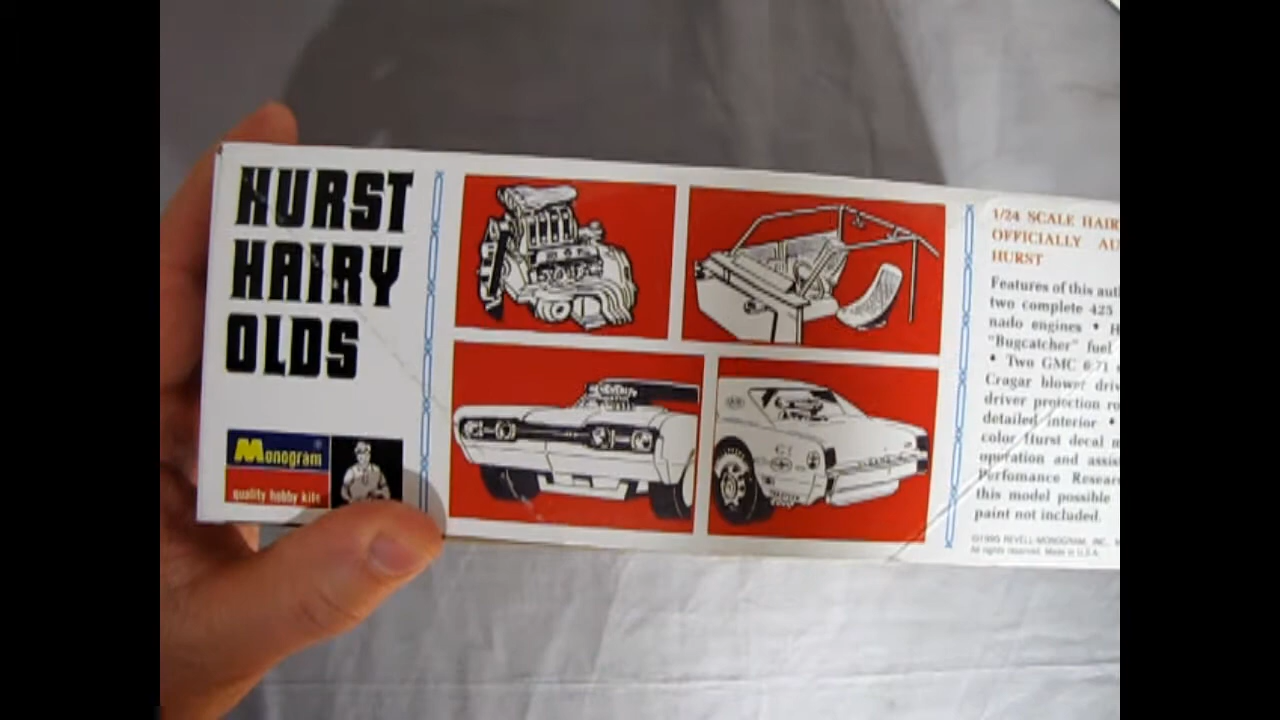 HURST
HAIRY
OLDS
Monogram
quality hobby kits
1/24 SCALE HAIR
OFFICIALLY AU
HURST
Features of this aut
two complete 425
nado engines • H
"Bugcatcher" fuel
• Two GMC 6:71
Cragar blower driv
driver projection ro
detailed interior •
color Hurst decal m
operation and assis
Perfomance Resear
this model possible
paint not included.
©1995 REVELL-MONOGRAM, INC.
All rights reserved. Made in U.S.A.